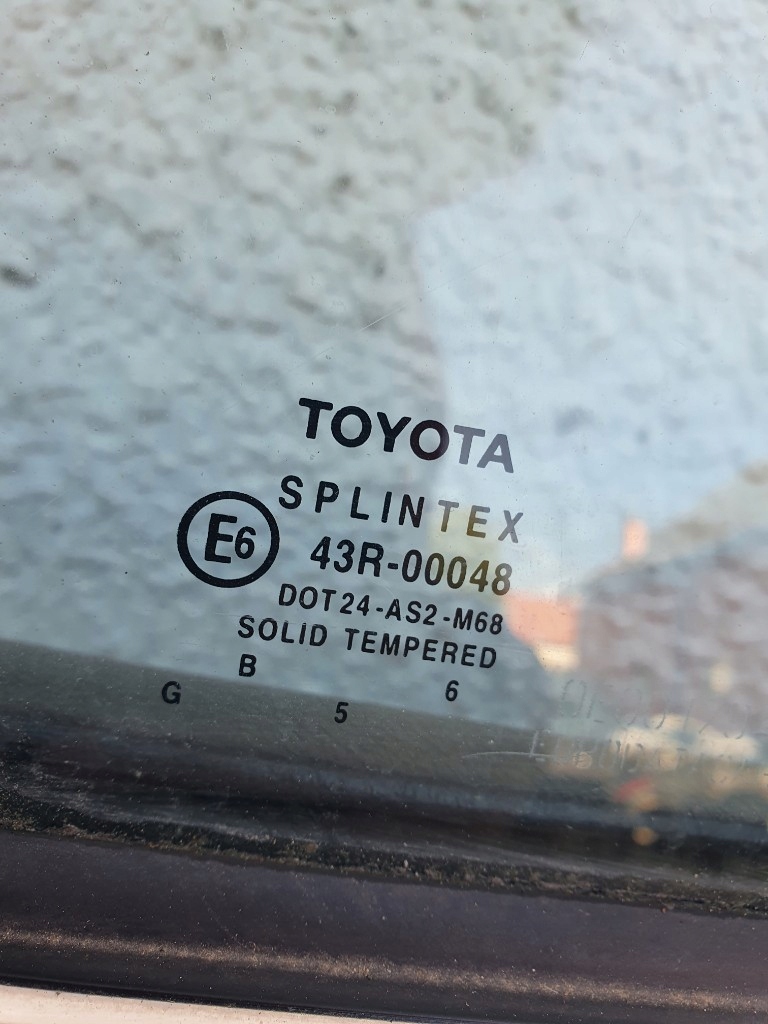 TOYOTA
SPLINTEX
E6 43R-00048
DOT24-AS2-M68
SOLID TEMPERED
B
G 5 6